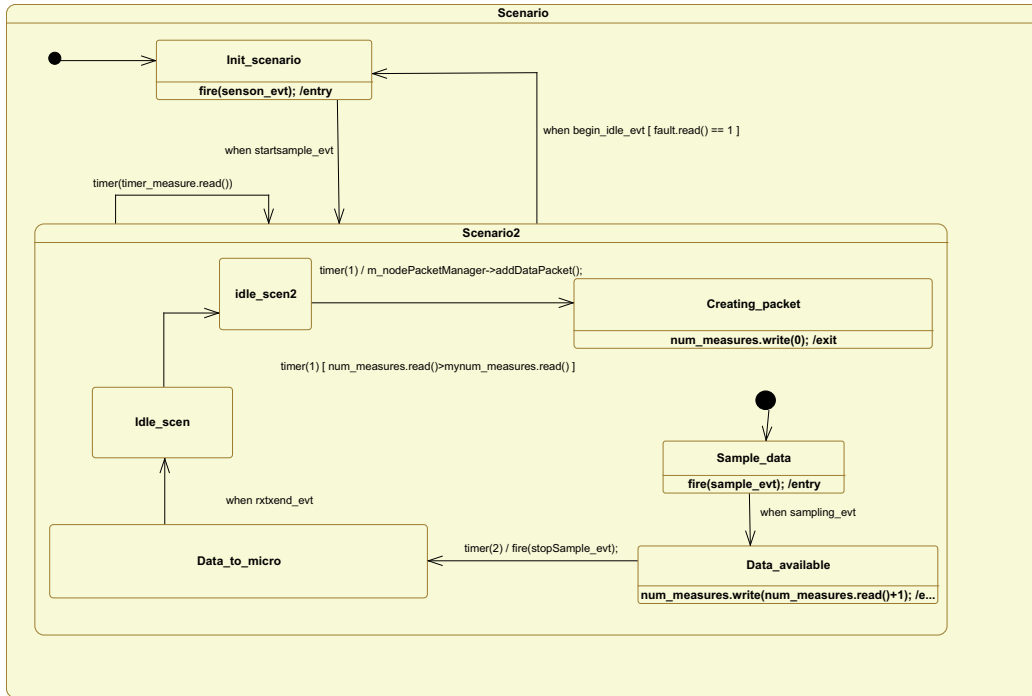 Scenario
Init_scenario
fire(senson_evt); /entry
when begin_idle_evt [ fault.read() == 1 ]
when startsample_evt
timer(timer_measure.read())
Scenario2
timer(1) / m_nodePacketManager->addDataPacket();
idle_scen2
Creating_packet
num_measures.write(0); /exit
timer(1) [ num_measures.read()>mynum_measures.read() ]
Idle_scen
Sample_data
fire(sample_evt); /entry
when rxtxend_evt
when sampling_evt
timer(2) / fire(stopSample_evt);
Data_to_micro
Data_available
num_measures.write(num_measures.read()+1); /e...